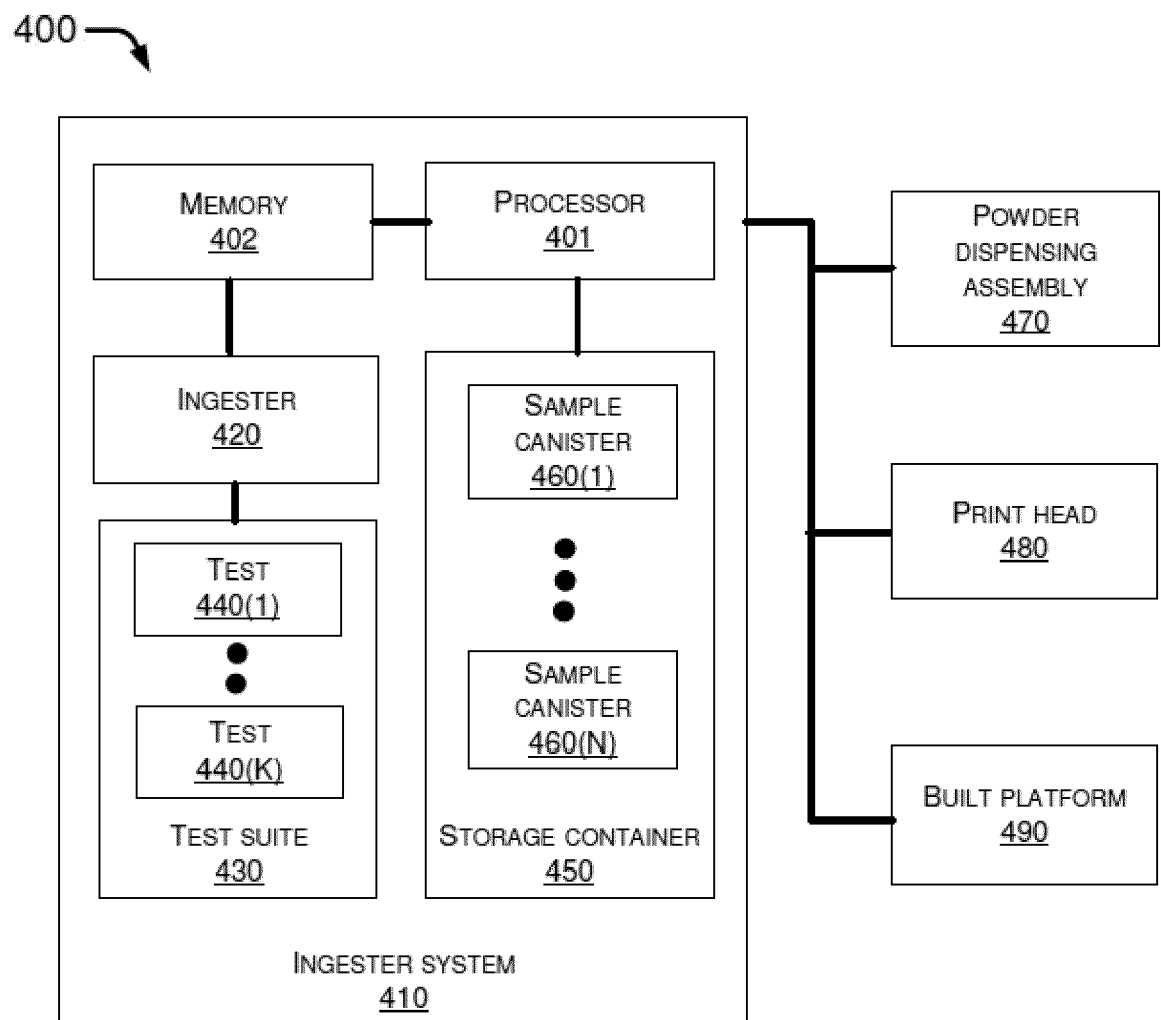 400
MEMORY
402
PROCESSOR
401
POWDER
DISPENSING
ASSEMBLY
470
INGESTER
420
SAMPLE
CANISTER
460(1)
PRINT HEAD
480
TEST
440(1)
SAMPLE
CANISTER
460(N)
TEST
440(K)
BUILT PLATFORM
490
TEST SUITE
430
STORAGE CONTAINER
450
INGESTER SYSTEM
410